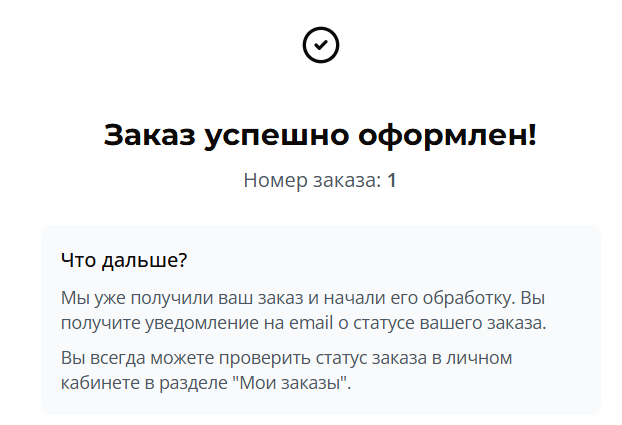 Заказ успешно оформлен!
Номер заказа: 1
Что дальше?
Мы уже получили ваш заказ и начали его обработку. Вы
получите уведомление на email о статусе вашего заказа.
Вы всегда можете проверить статус заказа в личном
кабинете в разделе "Мои заказы".